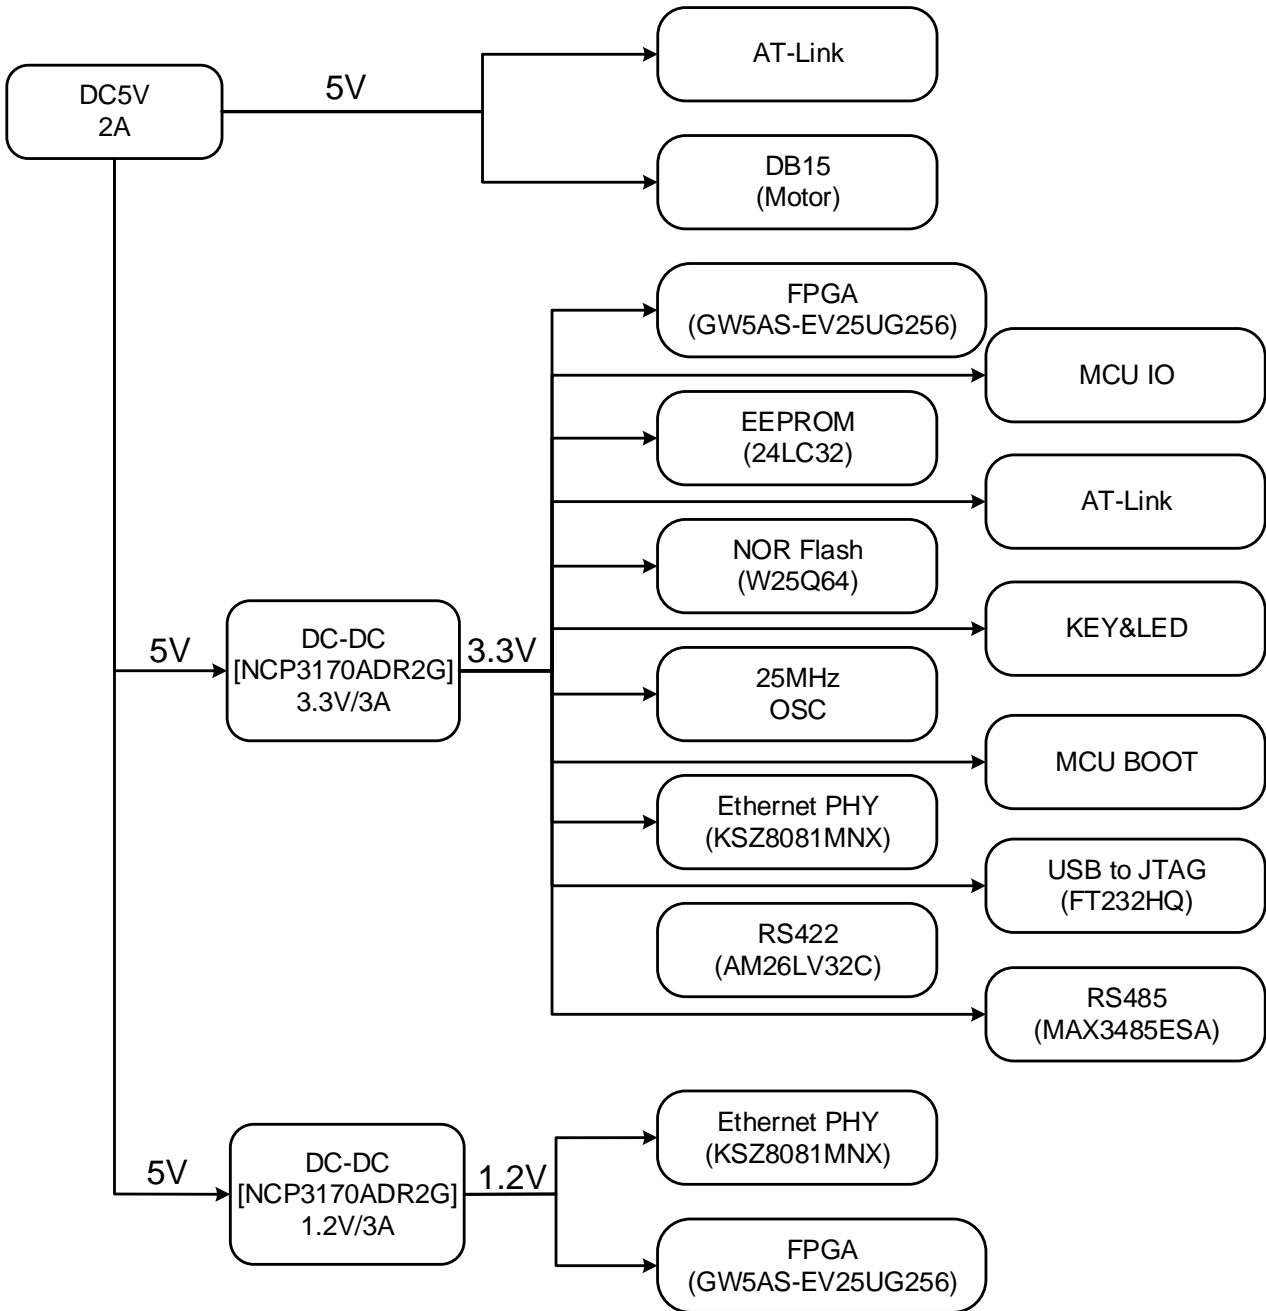 AT-Link
DC5V
2A
5V
DB15
(Motor)
FPGA
(GW5AS-EV25UG256)
MCU IO
EEPROM
(24LC32)
AT-Link
NOR Flash
(W25Q64)
KEY&LED
5V
DC-DC
[NCP3170ADR2G]
3.3V/3A
3.3V
25MHz
OSC
MCU BOOT
Ethernet PHY
(KSZ8081MNX)
USB to JTAG
(FT232HQ)
RS422
(AM26LV32C)
RS485
(MAX3485ESA)
Ethernet PHY
(KSZ8081MNX)
5V
DC-DC
[NCP3170ADR2G]
1.2V/3A
1.2V
FPGA
(GW5AS-EV25UG256)